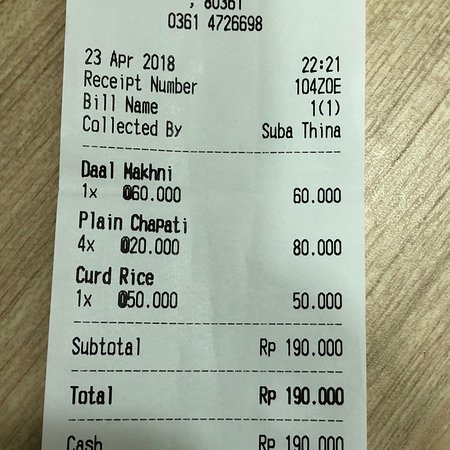 , 80361
0361 4726698
23 Apr 2018 22:21
Receipt Number 104ZOE
Bill Name 1(1)
Collected By Suba Thina
Daal Makhni
1x @60.000 60.000
Plain Chapati
4x @20.000 80.000
Curd Rice
1x @50.000 50.000
Subtotal Rp 190.000
Total Rp 190.000
Cash Rp 190.000